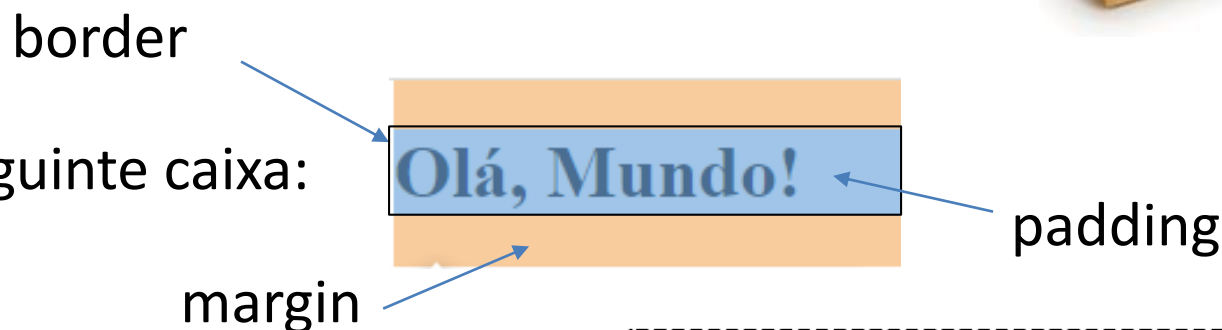 border
guinte caixa:
Olá, Mundo!
padding
margin